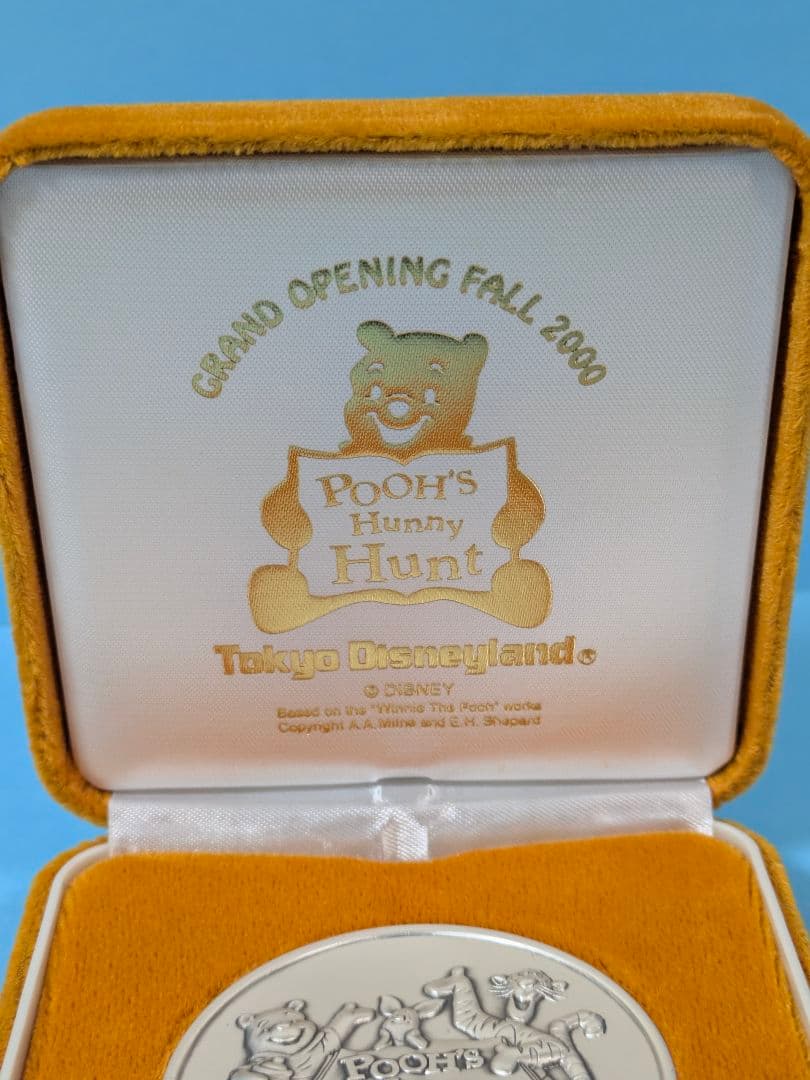 GRAND OPENING FALL 2000
POOH'S
Hunny
Hunt
Tokyo Disneyland®
© DISNEY
Based on the "Winnie The Pooh" works
Copyright A.A. Milne and E.H. Shepard
POOH'S